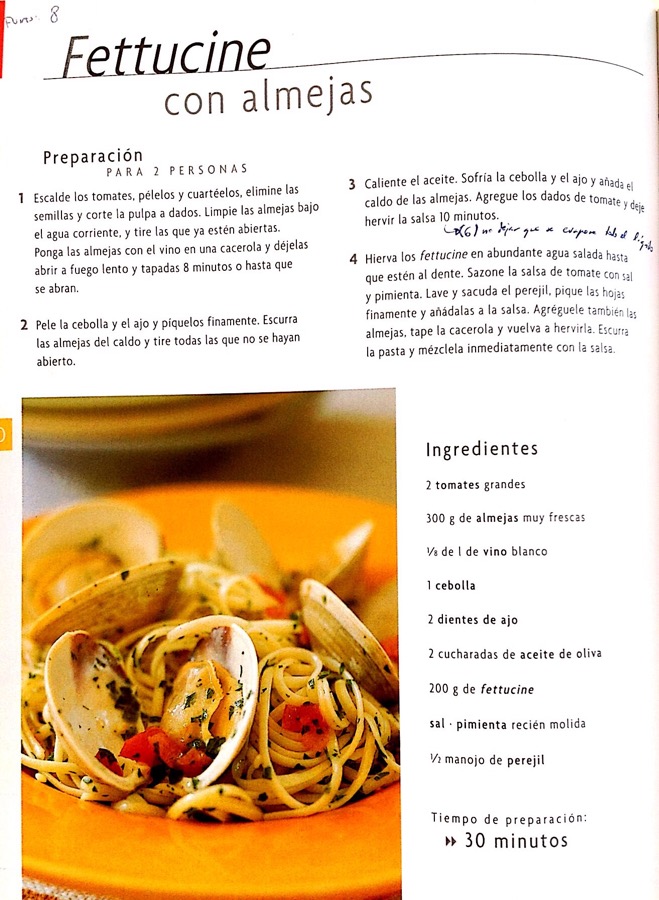 8
Fettucine
con almejas
Preparación
PARA 2 PERSONAS
1 Escalde los tomates, pélelos y cuartéelos, elimine las
semillas y corte la pulpa a dados. Limpie las almejas bajo
el agua corriente, y tire las que ya estén abiertas.
Ponga las almejas con el vino en una cacerola y déjelas
abrir a fuego lento y tapadas 8 minutos o hasta que
se abran.
2 Pele la cebolla y el ajo y píquelos finamente. Escurra
las almejas del caldo y tire todas las que no se hayan
abierto.
3 Caliente el aceite. Sofría la cebolla y el ajo y añada el
caldo de las almejas. Agregue los dados de tomate y deje
hervir la salsa 10 minutos.
(6) no dejar que se evapore todo el
4 Hierva los fettucine en abundante agua salada hasta
que estén al dente. Sazone la salsa de tomate con sal
y pimienta. Lave y sacuda el perejil, pique las hojas
finamente y añádalas a la salsa. Agréguele también las
almejas, tape la cacerola y vuelva a hervirla. Escurra
la pasta y mézclela inmediatamente con la salsa.
Ingredientes
2 tomates grandes
300 g de almejas muy frescas
⅛ de l de vino blanco
1 cebolla
2 dientes de ajo
2 cucharadas de aceite de oliva
200 g de fettucine
sal · pimienta recién molida
½ manojo de perejil
Tiempo de preparación:
30 minutos